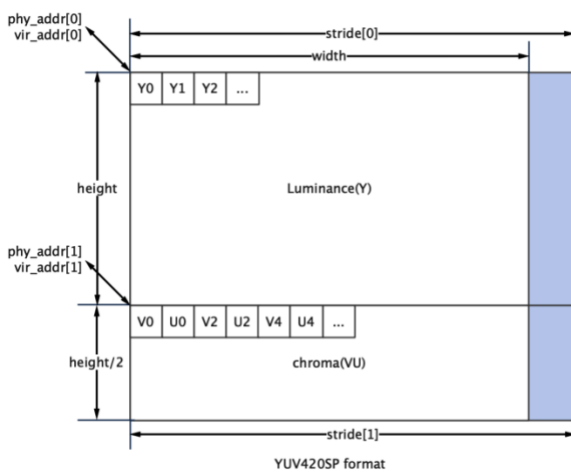 phy_addr[0]
vir_addr[0]
stride[0]
width
Y0 Y1 Y2 ...
height
Luminance(Y)
phy_addr[1]
vir_addr[1]
V0 U0 V2 U2 V4 U4 ...
height/2
chroma(VU)
stride[1]
YUV420SP format